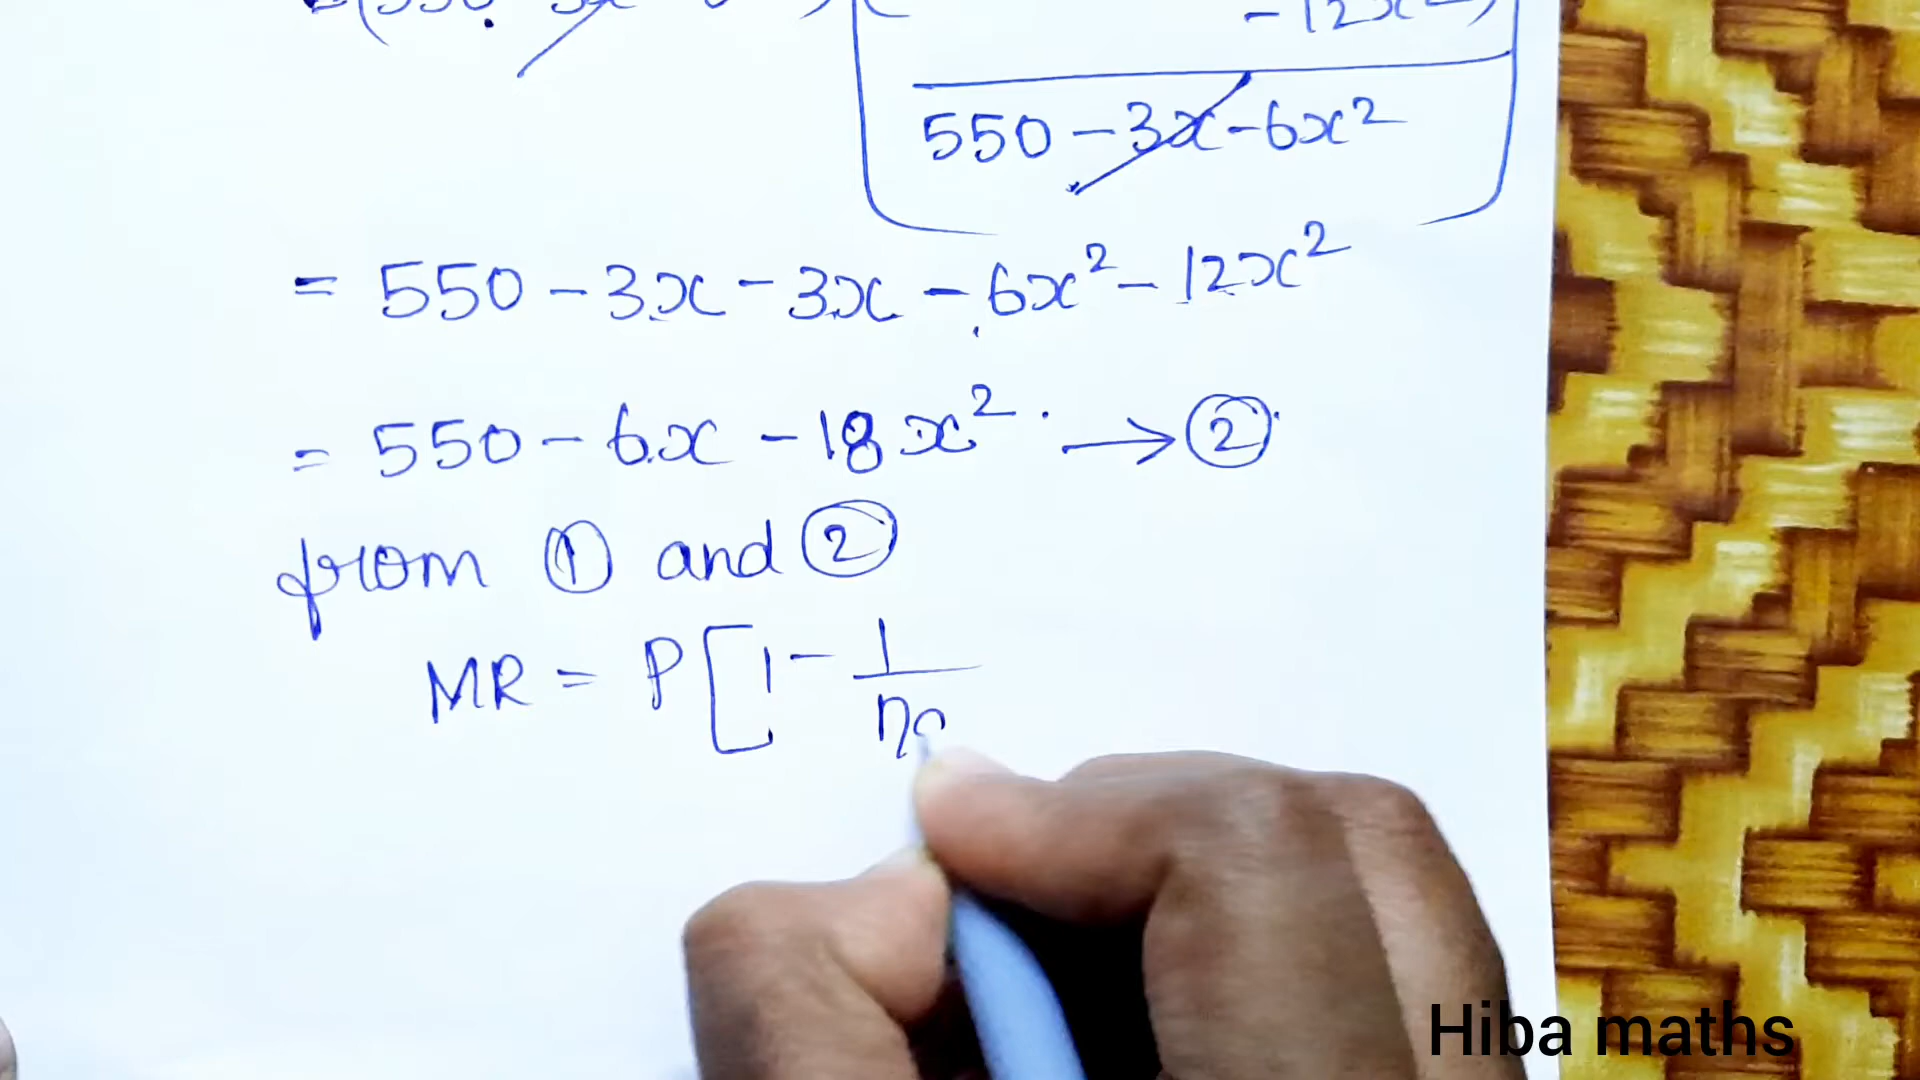 - 12x²)
550 - 3x - 6x²
= 550 - 3x - 3x - 6x² - 12x²
= 550 - 6x - 18x² → ②
from ① and ②
MR = P[1 - 1/η
Hiba maths